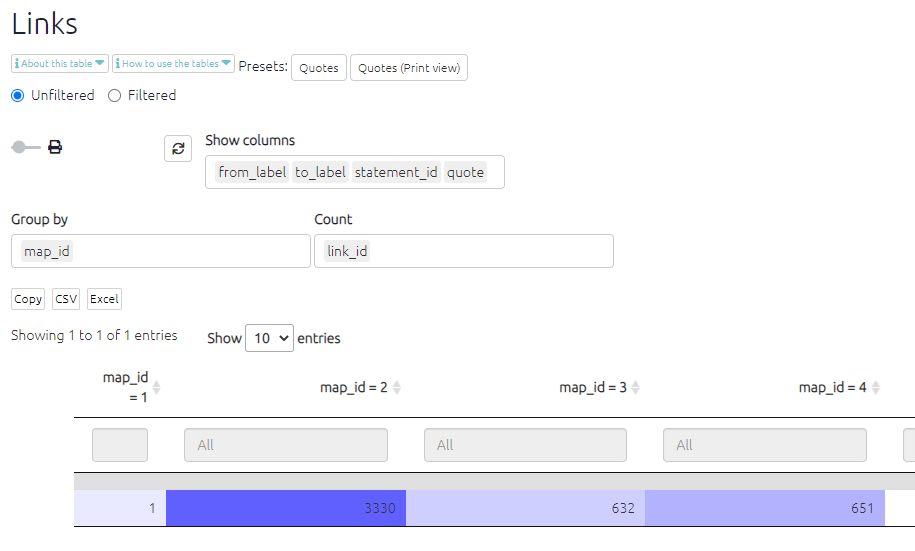 Links
About this table How to use the tables Presets: Quotes Quotes (Print view)
Unfiltered Filtered
Show columns
from_label to_label statement_id quote
Group by Count
map_id link_id
Copy CSV Excel
Showing 1 to 1 of 1 entries Show 10 entries
map_id = 1 map_id = 2 map_id = 3 map_id = 4
All All All
1 3330 632 651